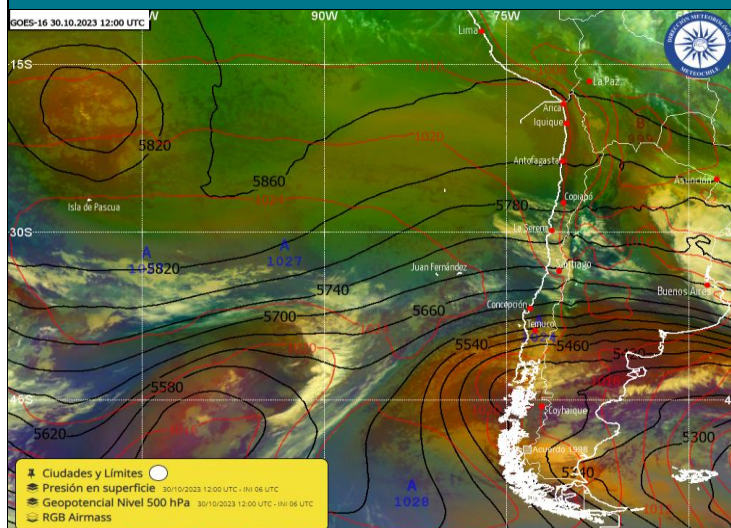 GOES-16 30.10.2023 12:00 UTC
90W
75W
DIRECCIÓN METEOROLÓGICA
METEOCHILE
Lima
15S
La Paz
Arica
Iquique
1020
5820
Antofagasta
5860
Asunción
Isla de Pascua
5780
Copiapó
30S
La Serena
A
A
1027
5820
Juan Fernández
Santiago
5740
Buenos Aires
5660
Concepción
5700
Temuco
5540
5460
5580
45S
Coyhaique
5620
5300
Acuerdo 1998
A
1028
Ciudades y Límites
Presión en superficie 30/10/2023 12:00 UTC - INI 06 UTC
Geopotencial Nivel 500 hPa 30/10/2023 12:00 UTC - INI 06 UTC
RGB Airmass